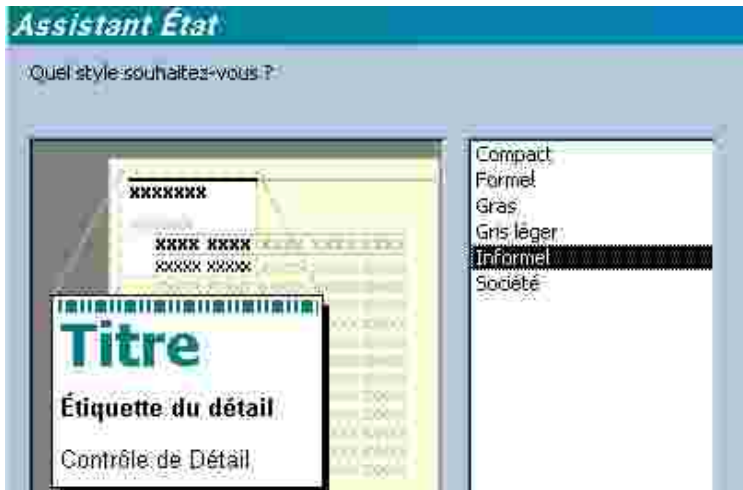 Assistant État
Quel style souhaitez-vous ?
xxxxxxx
xxxx xxxx
xxxxx xxxxx
Titre
Étiquette du détail
Contrôle de Détail
Compact
Formel
Gras
Gris léger
Informel
Société